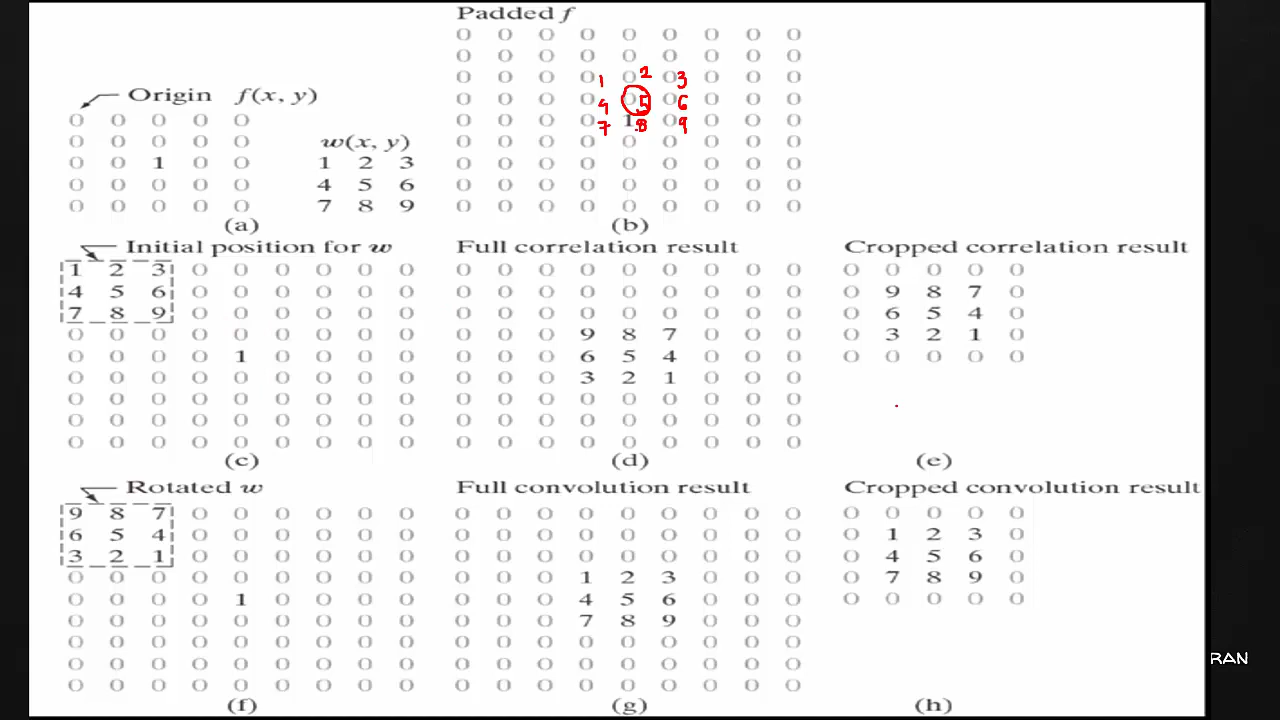 Padded f
0 0 0 0 0 0 0 0 0
0 0 0 0 0 0 0 0 0
0 0 0 0 0 0 0 0 0
1 2 3
Origin f(x, y)
0 0 0 0 0 0 0 0
4 5 6
0 0 0 0 0
0 0 0 0 1 0 0 0 0
7 8 9
0 0 0 0 0
w(x, y)
0 0 0 0 0 0 0 0 0
0 0 1 0 0
1 2 3
0 0 0 0 0 0 0 0 0
0 0 0 0 0
4 5 6
0 0 0 0 0 0 0 0 0
0 0 0 0 0
7 8 9
0 0 0 0 0 0 0 0 0
(a)
(b)
Initial position for w
1 2 3 0 0 0 0 0 0
4 5 6 0 0 0 0 0 0
7 8 9 0 0 0 0 0 0
0 0 0 0 0 0 0 0 0
0 0 0 0 1 0 0 0 0
0 0 0 0 0 0 0 0 0
0 0 0 0 0 0 0 0 0
0 0 0 0 0 0 0 0 0
0 0 0 0 0 0 0 0 0
(c)
Full correlation result
0 0 0 0 0 0 0 0 0
0 0 0 0 0 0 0 0 0
0 0 0 0 0 0 0 0 0
0 0 0 9 8 7 0 0 0
0 0 0 6 5 4 0 0 0
0 0 0 3 2 1 0 0 0
0 0 0 0 0 0 0 0 0
0 0 0 0 0 0 0 0 0
0 0 0 0 0 0 0 0 0
(d)
Cropped correlation result
0 0 0 0 0
0 9 8 7 0
0 6 5 4 0
0 3 2 1 0
0 0 0 0 0
(e)
Rotated w
9 8 7 0 0 0 0 0 0
6 5 4 0 0 0 0 0 0
3 2 1 0 0 0 0 0 0
0 0 0 0 0 0 0 0 0
0 0 0 0 1 0 0 0 0
0 0 0 0 0 0 0 0 0
0 0 0 0 0 0 0 0 0
0 0 0 0 0 0 0 0 0
0 0 0 0 0 0 0 0 0
(f)
Full convolution result
0 0 0 0 0 0 0 0 0
0 0 0 0 0 0 0 0 0
0 0 0 0 0 0 0 0 0
0 0 0 1 2 3 0 0 0
0 0 0 4 5 6 0 0 0
0 0 0 7 8 9 0 0 0
0 0 0 0 0 0 0 0 0
0 0 0 0 0 0 0 0 0
0 0 0 0 0 0 0 0 0
(g)
Cropped convolution result
0 0 0 0 0
0 1 2 3 0
0 4 5 6 0
0 7 8 9 0
0 0 0 0 0
(h)
RAN